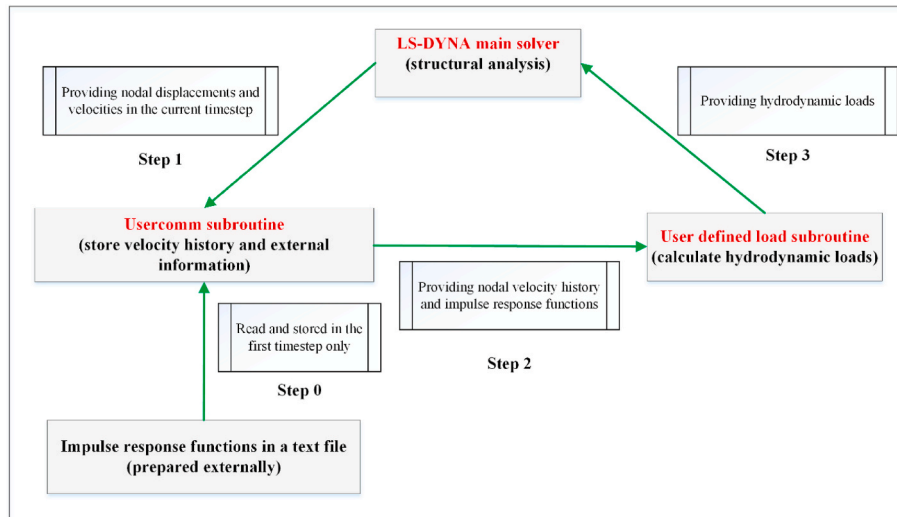 LS-DYNA main solver
(structural analysis)
Providing nodal displacements and
velocities in the current timestep
Step 1
Providing hydrodynamic loads
Step 3
Usercomm subroutine
(store velocity history and external
information)
User defined load subroutine
(calculate hydrodynamic loads)
Providing nodal velocity history
and impulse response functions
Step 2
Read and stored in the
first timestep only
Step 0
Impulse response functions in a text file
(prepared externally)